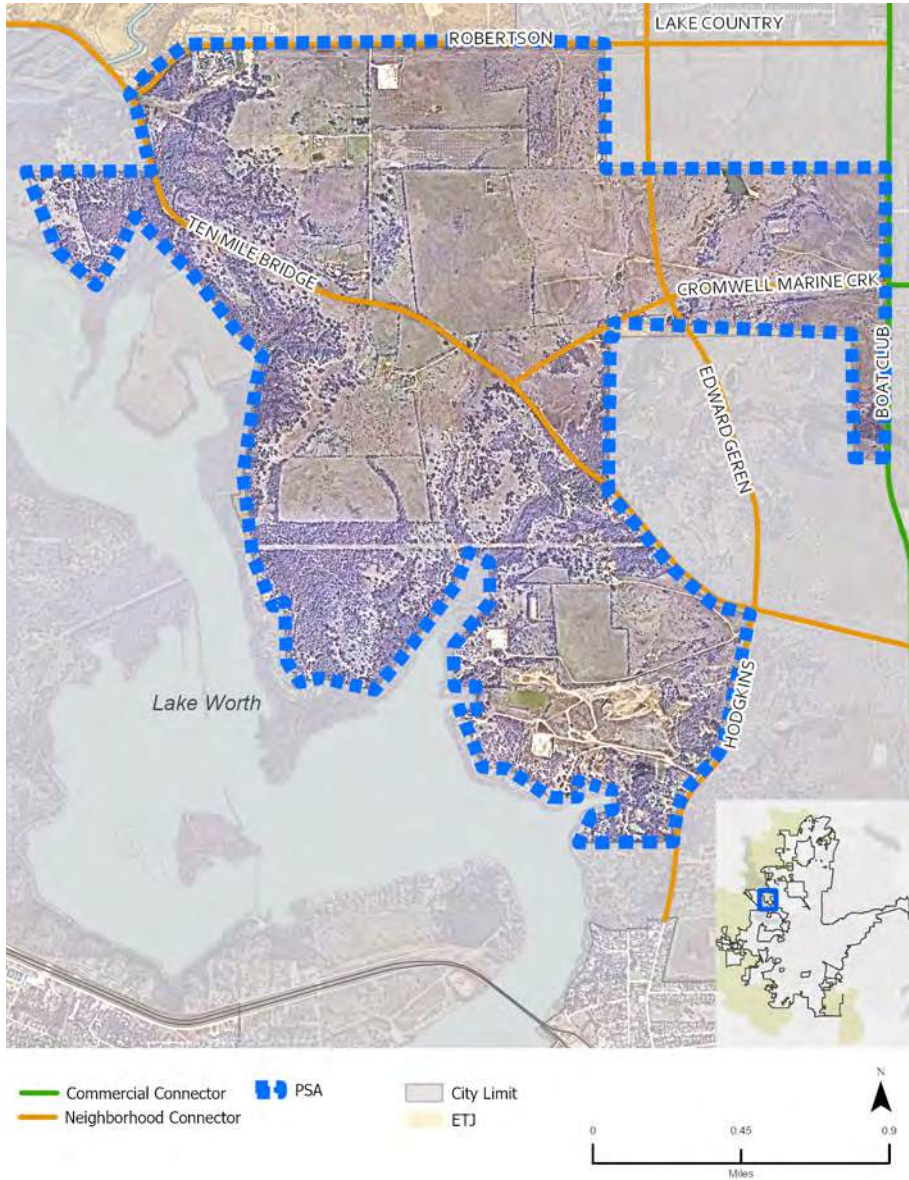 LAKE COUNTRY
ROBERTSON
TEN MILE BRIDGE
CROMWELL MARINE CRK
BOAT CLUB
EDWARD GEREN
Lake Worth
HODGKINS
Commercial Connector
PSA
City Limit
Neighborhood Connector
ETJ
N
0
0.45
0.9
Miles